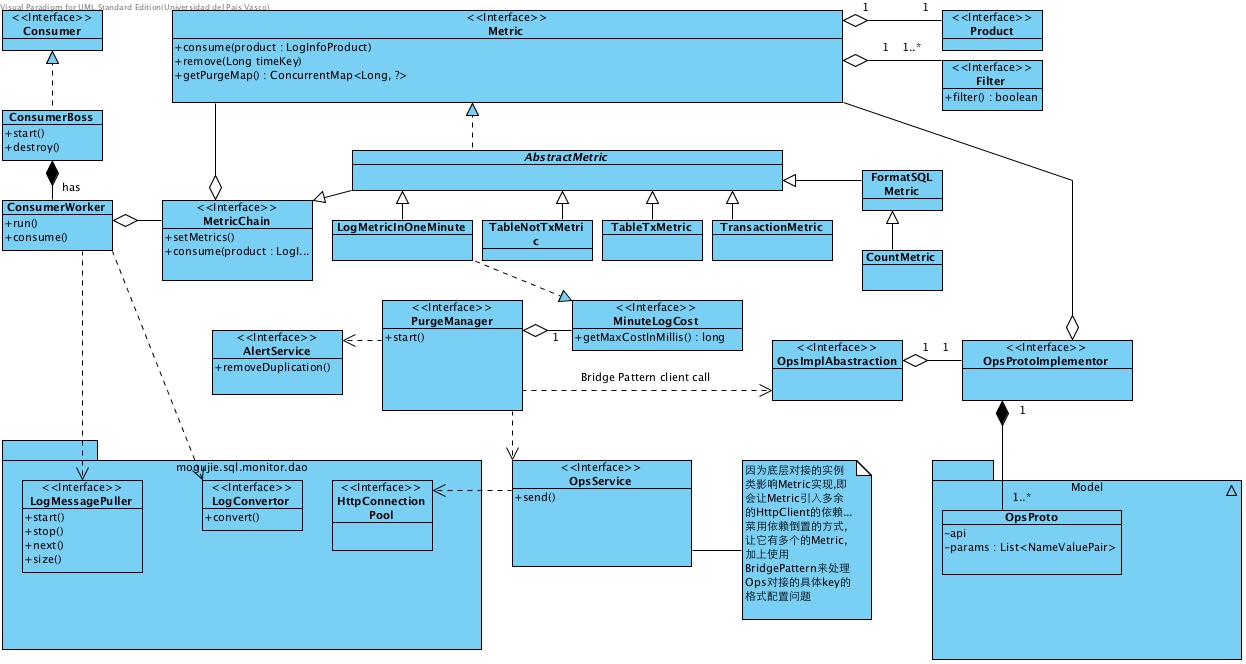 Visual Paradigm for UML Standard Edition(Universidad del Pais Vasco)
<<Interface>>
Consumer
ConsumerBoss
+start()
+destroy()
has
ConsumerWorker
+run()
+consume()
<<Interface>>
Metric
+consume(product : LogInfoProduct)
+remove(Long timeKey)
+getPurgeMap() : ConcurrentMap<Long, ?>
1
1
<<Interface>>
Product
1
1..*
<<Interface>>
Filter
+filter() : boolean
AbstractMetric
<<Interface>>
MetricChain
+setMetrics()
+consume(product : LogI...
LogMetricInOneMinute
TableNotTxMetri
c
TableTxMetric
TransactionMetric
FormatSQL
Metric
CountMetric
<<Interface>>
PurgeManager
+start()
1
<<Interface>>
MinuteLogCost
+getMaxCostInMillis() : long
<<Interface>>
AlertService
+removeDuplication()
Bridge Pattern client call
<<Interface>>
OpsImplAbastraction
1
1
<<Interface>>
OpsProtoImplementor
1
mogujie.sql.monitor.dao
<<Interface>>
LogMessagePuller
+start()
+stop()
+next()
+size()
<<Interface>>
LogConvertor
+convert()
<<Interface>>
HttpConnection
Pool
<<Interface>>
OpsService
+send()
因为底层对接的实例
类影响Metric实现,即
会让Metric引入多余
的HttpClient的依赖...
菜用依赖倒置的方式,
让它有多个的Metric,
加上使用
BridgePattern来处理
Ops对接的具体key的
格式配置问题
Model
1..*
OpsProto
-api
-params : List<NameValuePair>